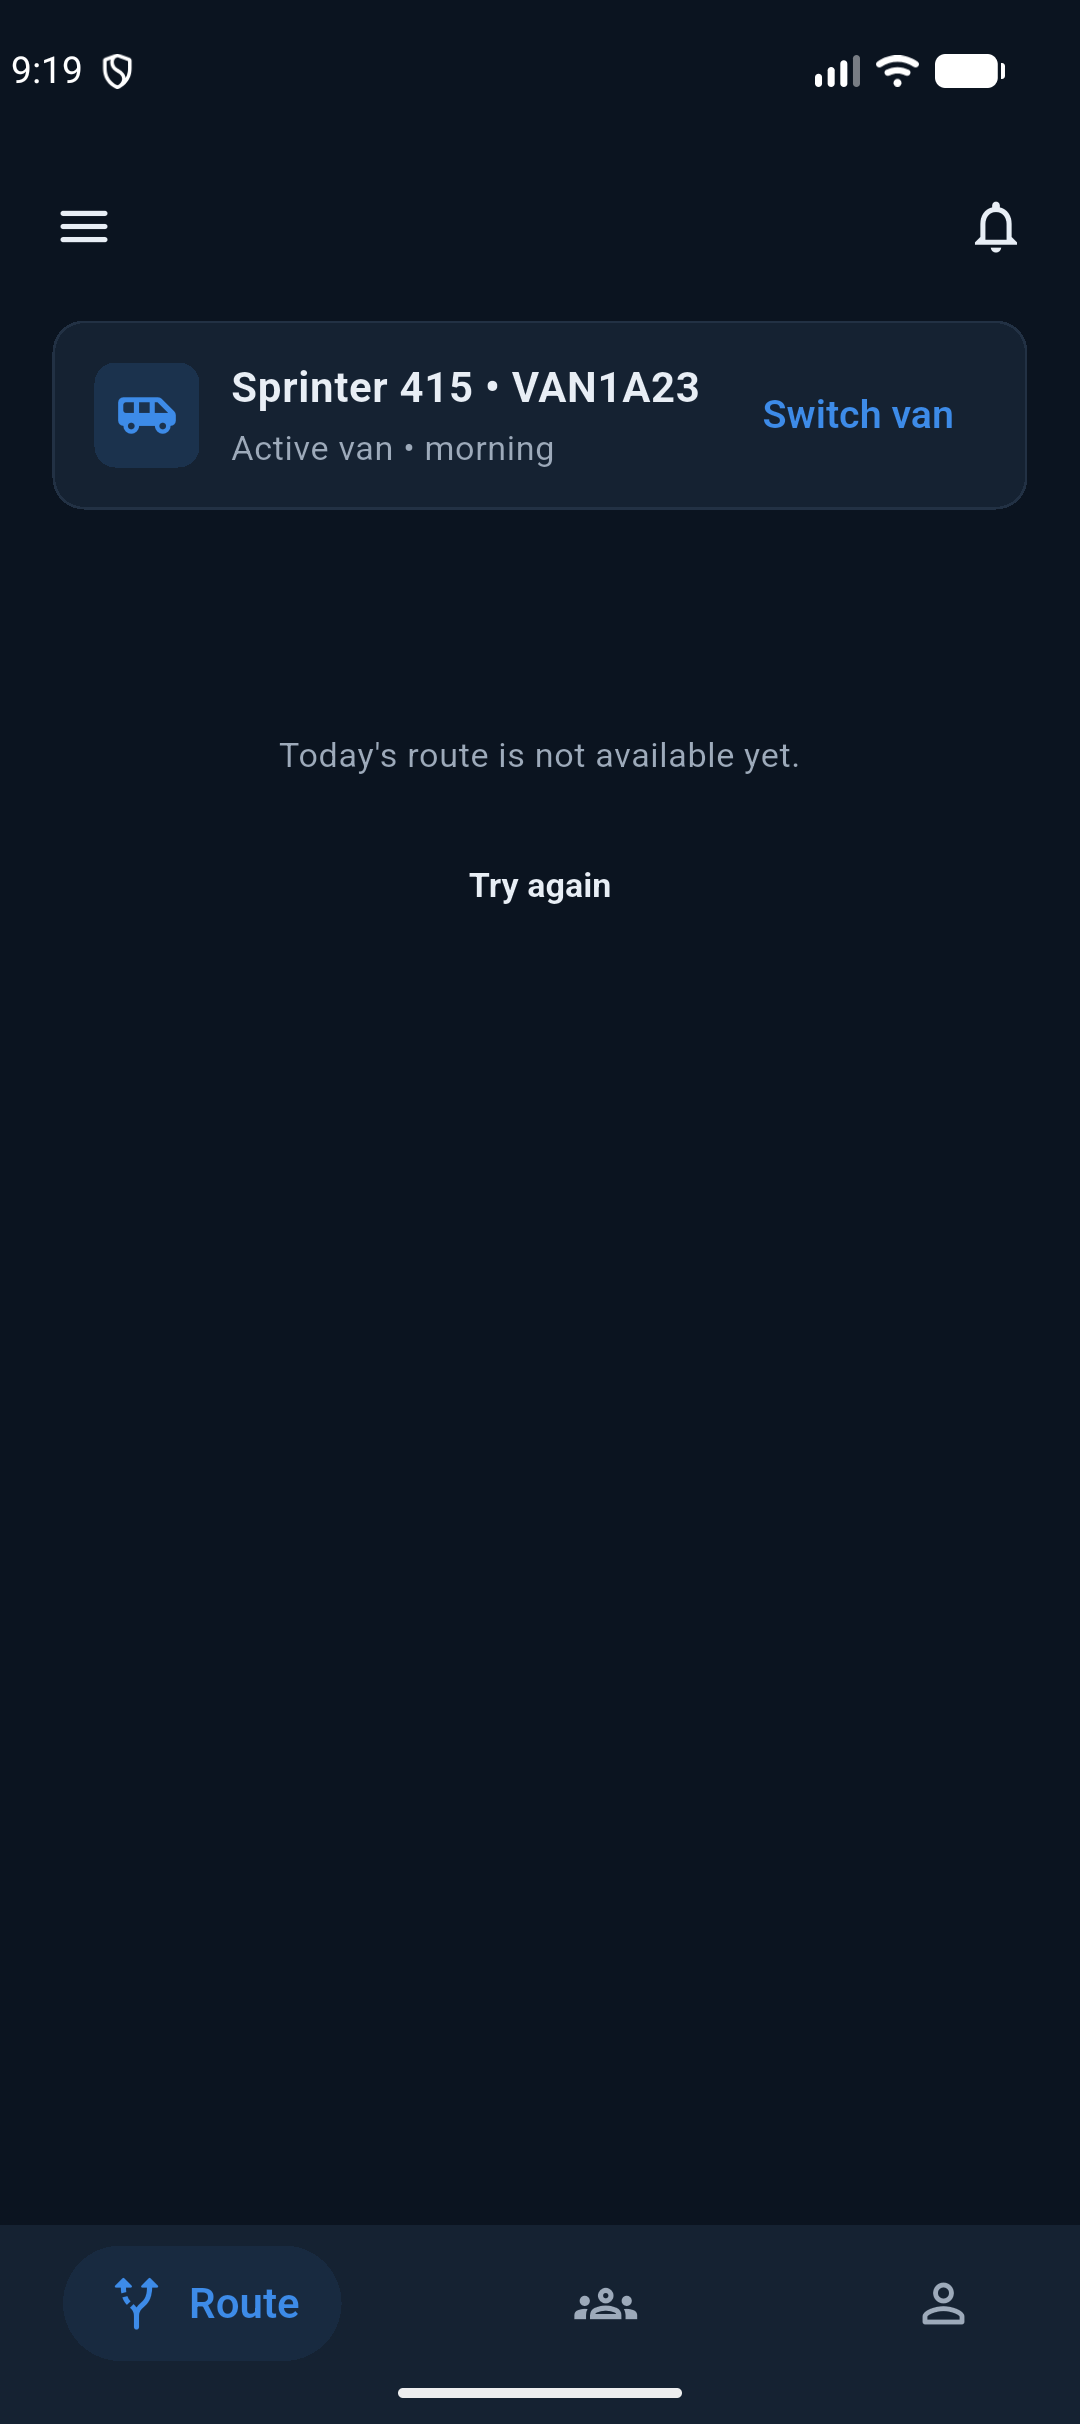 9:19
Sprinter 415 • VAN1A23
Active van • morning
Switch van
Today's route is not available yet.
Try again
Route